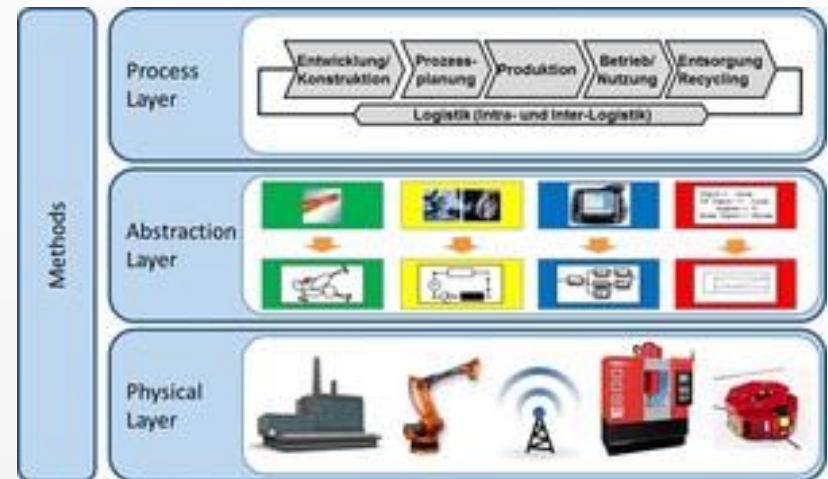 Methods
Process
Layer
Entwicklung/
Konstruktion
Prozess-
planung
Produktion
Betrieb/
Nutzung
Entsorgung
Recycling
Logistik (Intra- und Inter-Logistik)
Abstraction
Layer
Physical
Layer